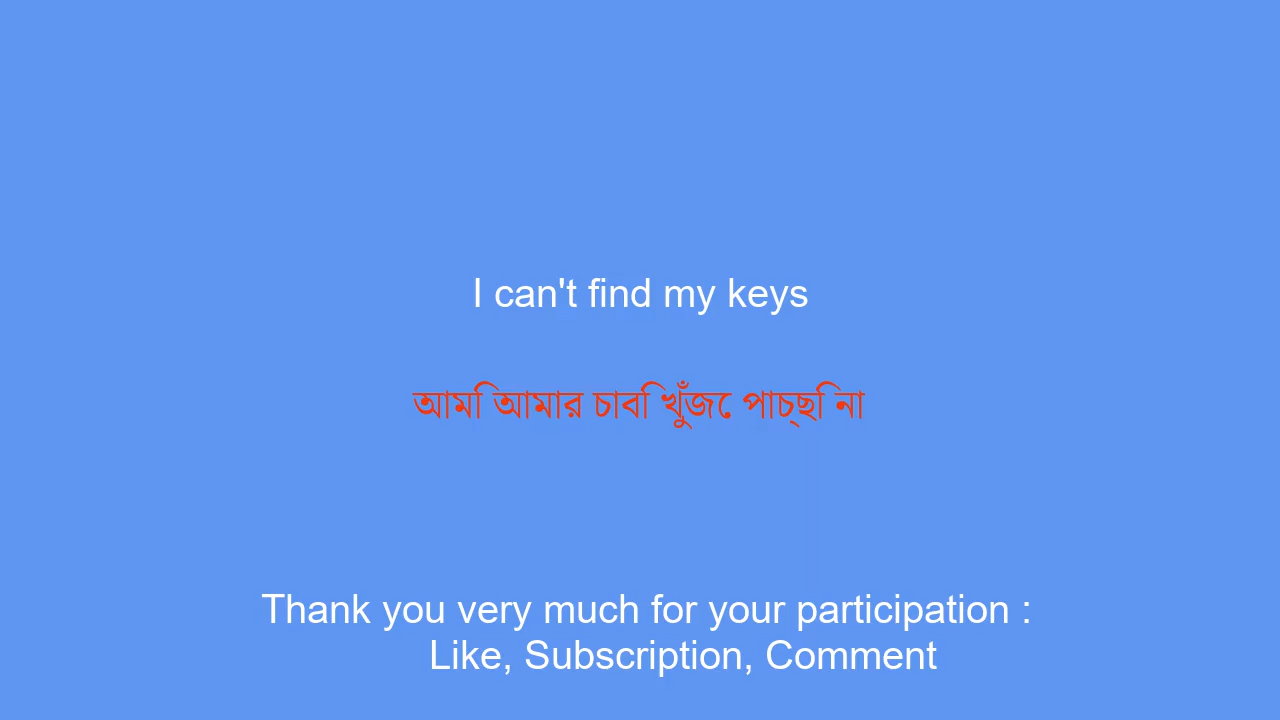 I can't find my keys
আমি আমার চাবি খুঁজে পাচ্ছি না
Thank you very much for your participation :
Like, Subscription, Comment